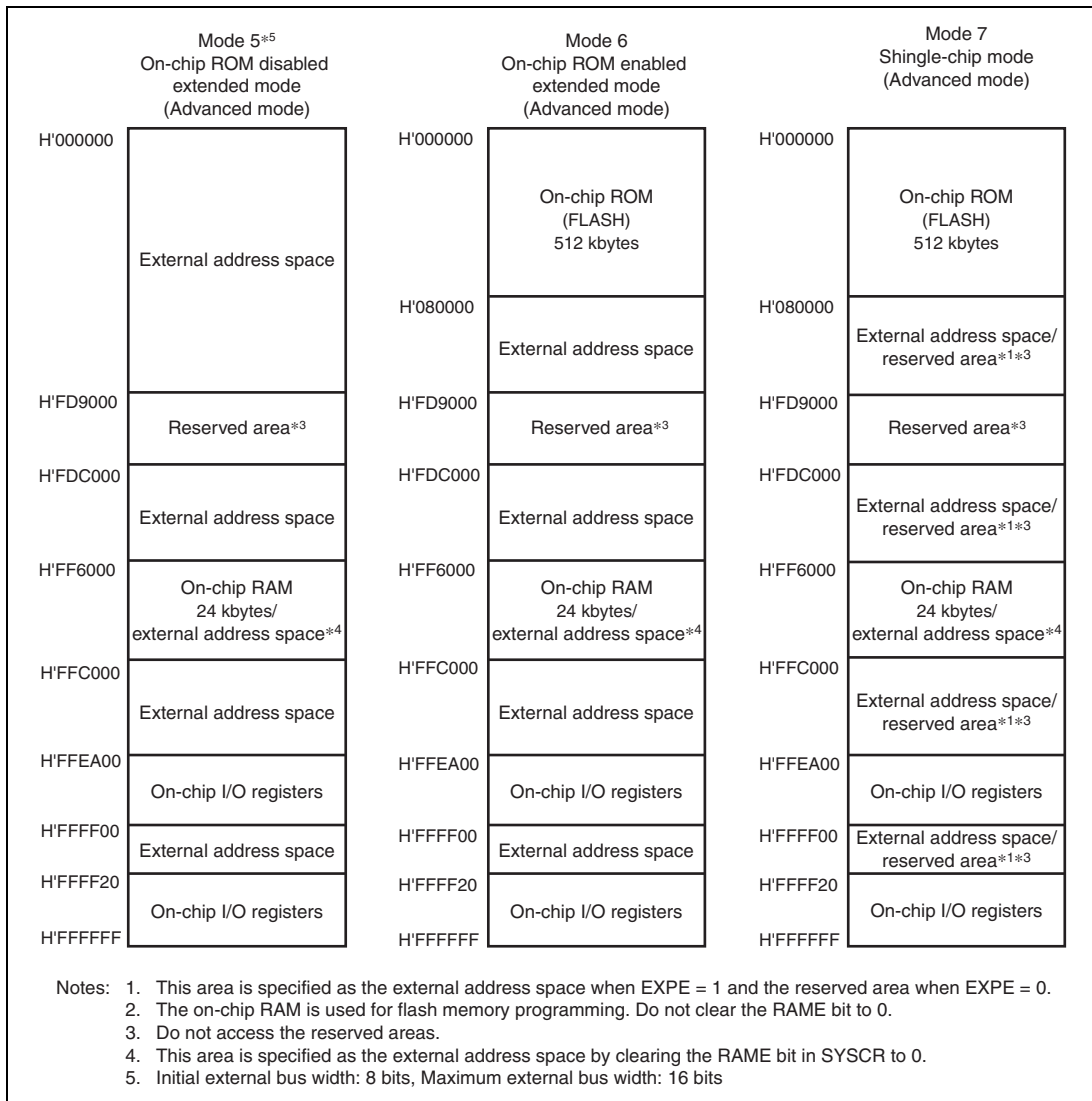 Mode 5*5
On-chip ROM disabled
extended mode
(Advanced mode)
H'000000
External address space
H'FD9000
Reserved area*3
H'FDC000
External address space
H'FF6000
On-chip RAM
24 kbytes/
external address space*4
H'FFC000
External address space
H'FFEA00
On-chip I/O registers
H'FFFF00
External address space
H'FFFF20
On-chip I/O registers
H'FFFFFF
Mode 6
On-chip ROM enabled
extended mode
(Advanced mode)
H'000000
On-chip ROM
(FLASH)
512 kbytes
H'080000
External address space
H'FD9000
Reserved area*3
H'FDC000
External address space
H'FF6000
On-chip RAM
24 kbytes/
external address space*4
H'FFC000
External address space
H'FFEA00
On-chip I/O registers
H'FFFF00
External address space
H'FFFF20
On-chip I/O registers
H'FFFFFF
Mode 7
Shingle-chip mode
(Advanced mode)
H'000000
On-chip ROM
(FLASH)
512 kbytes
H'080000
External address space/
reserved area*1*3
H'FD9000
Reserved area*3
H'FDC000
External address space/
reserved area*1*3
H'FF6000
On-chip RAM
24 kbytes/
external address space*4
H'FFC000
External address space/
reserved area*1*3
H'FFEA00
On-chip I/O registers
H'FFFF00
External address space/
reserved area*1*3
H'FFFF20
On-chip I/O registers
H'FFFFFF
Notes: 1. This area is specified as the external address space when EXPE = 1 and the reserved area when EXPE = 0.
2. The on-chip RAM is used for flash memory programming. Do not clear the RAME bit to 0.
3. Do not access the reserved areas.
4. This area is specified as the external address space by clearing the RAME bit in SYSCR to 0.
5. Initial external bus width: 8 bits, Maximum external bus width: 16 bits